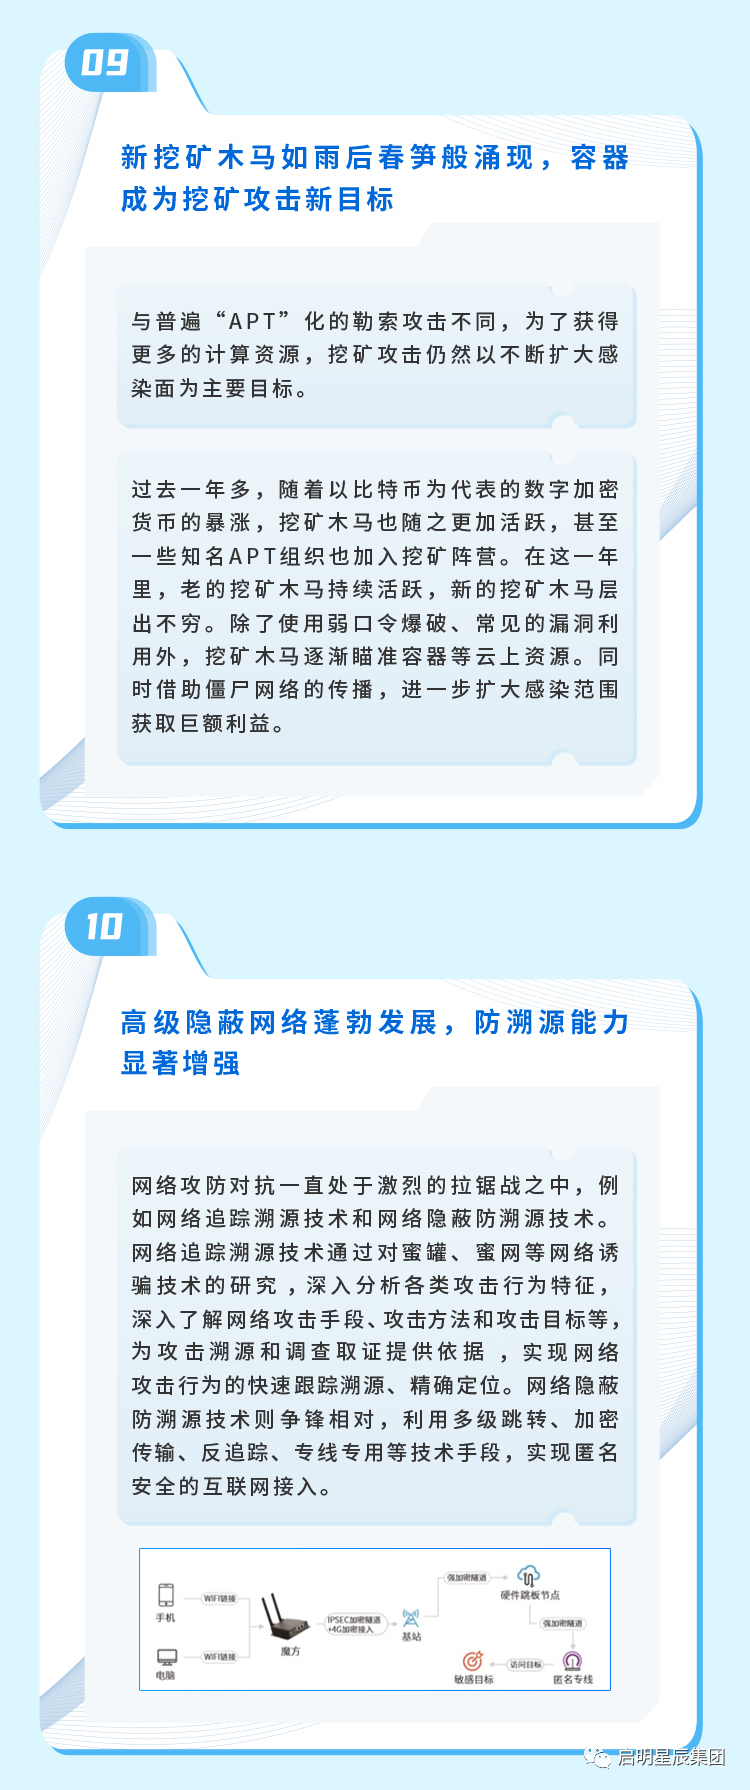 09
新挖矿木马如雨后春笋般涌现，容器
成为挖矿攻击新目标
与普遍“APT”化的勒索攻击不同，为了获得
更多的计算资源，挖矿攻击仍然以不断扩大感
染面为主要目标。
过去一年多，随着以比特币为代表的数字加密
货币的暴涨，挖矿木马也随之更加活跃，甚至
一些知名APT组织也加入挖矿阵营。在这一年
里，老的挖矿木马持续活跃，新的挖矿木马层
出不穷。除了使用弱口令爆破、常见的漏洞利
用外，挖矿木马逐渐瞄准容器等云上资源。同
时借助僵尸网络的传播，进一步扩大感染范围
获取巨额利益。
10
高级隐蔽网络蓬勃发展，防溯源能力
显著增强
网络攻防对抗一直处于激烈的拉锯战之中，例
如网络追踪溯源技术和网络隐蔽防溯源技术。
网络追踪溯源技术通过对蜜罐、蜜网等网络诱
骗技术的研究，深入分析各类攻击行为特征，
深入了解网络攻击手段、攻击方法和攻击目标等，
为攻击溯源和调查取证提供依据，实现网络
攻击行为的快速跟踪溯源、精确定位。网络隐蔽
防溯源技术则争锋相对，利用多级跳转、加密
传输、反追踪、专线专用等技术手段，实现匿名
安全的互联网接入。
手机
WIFI链接
电脑
WIFI链接
魔方
IPSEC加密隧道
+4G加密接入
基站
强加密隧道
硬件跳板节点
强加密隧道
匿名专线
访问目标
敏感目标
启明星辰集团